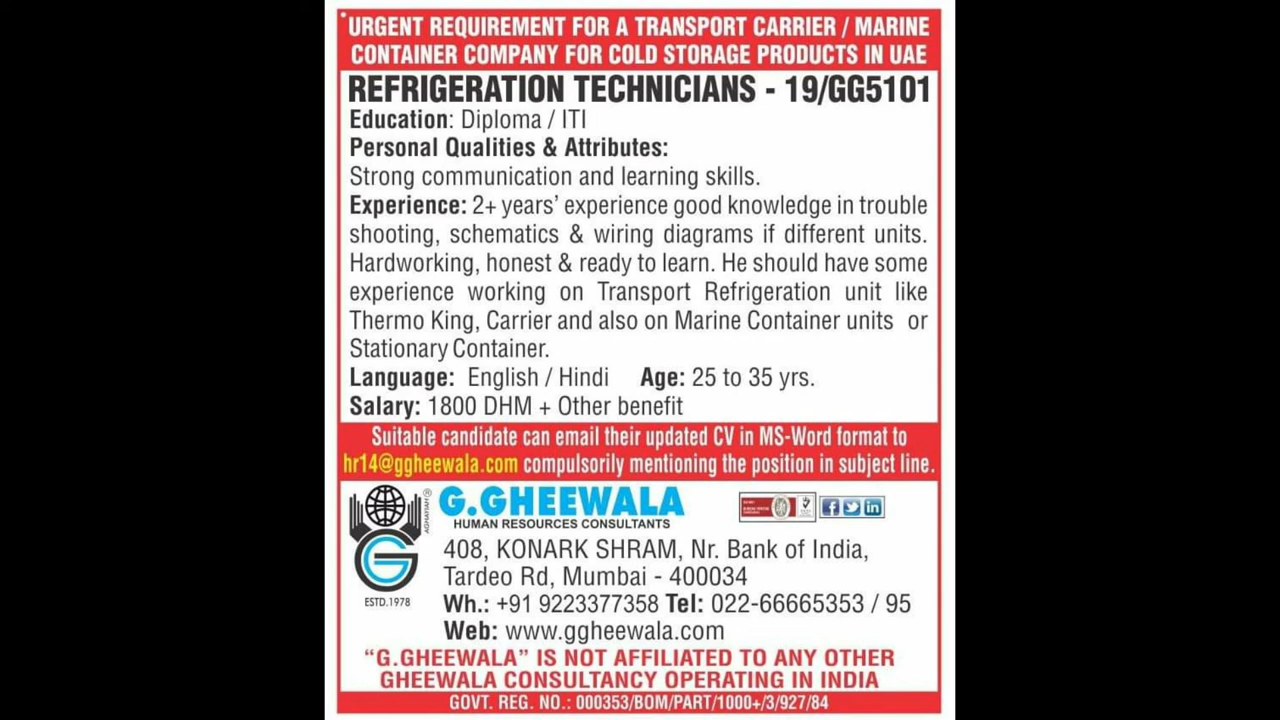 URGENT REQUIREMENT FOR A TRANSPORT CARRIER / MARINE
CONTAINER COMPANY FOR COLD STORAGE PRODUCTS IN UAE
REFRIGERATION TECHNICIANS - 19/GG5101
Education: Diploma / ITI
Personal Qualities & Attributes:
Strong communication and learning skills.
Experience: 2+ years' experience good knowledge in trouble
shooting, schematics & wiring diagrams if different units.
Hardworking, honest & ready to learn. He should have some
experience working on Transport Refrigeration unit like
Thermo King, Carrier and also on Marine Container units or
Stationary Container.
Language: English / Hindi Age: 25 to 35 yrs.
Salary: 1800 DHM + Other benefit
Suitable candidate can email their updated CV in MS-Word format to
hr14@ggheewala.com compulsorily mentioning the position in subject line.
AGHAYIAH ®
G.GHEEWALA
HUMAN RESOURCES CONSULTANTS
408, KONARK SHRAM, Nr. Bank of India,
Tardeo Rd, Mumbai - 400034
ESTD.1978
Wh.: +91 9223377358 Tel: 022-66665353 / 95
Web: www.ggheewala.com
"G.GHEEWALA" IS NOT AFFILIATED TO ANY OTHER
GHEEWALA CONSULTANCY OPERATING IN INDIA
GOVT. REG. NO.: 000353/BOM/PART/1000+/3/927/84